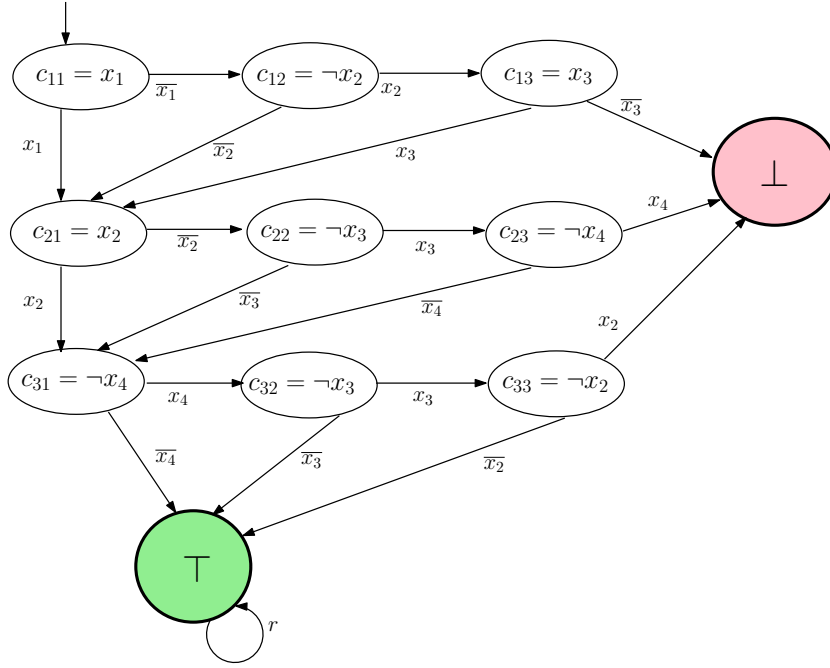 c₁₁ = x₁
x̅₁
c₁₂ = ¬x₂
x₂
c₁₃ = x₃
x̅₃
x₁
x̅₂
x₃
⊥
c₂₁ = x₂
x̅₂
c₂₂ = ¬x₃
x₃
c₂₃ = ¬x₄
x₄
x₂
x̅₃
x̅₄
x₂
c₃₁ = ¬x₄
x₄
c₃₂ = ¬x₃
x₃
c₃₃ = ¬x₂
x̅₄
x̅₃
x̅₂
⊤
r